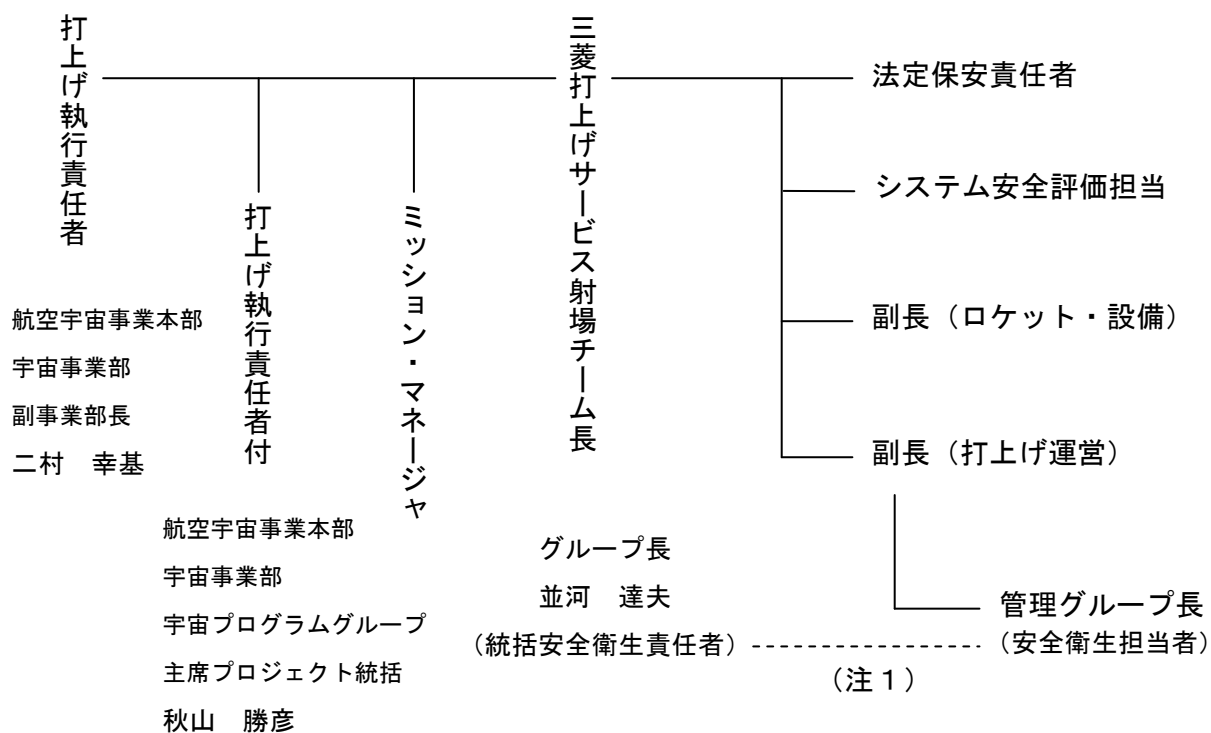 打上げ執行責任者
航空宇宙事業本部
宇宙事業部
副事業部長
二村　幸基
打上げ執行責任者付
ミッション・マネージャ
航空宇宙事業本部
宇宙事業部
宇宙プログラムグループ
主席プロジェクト統括
秋山　勝彦
三菱打上げサービス射場チーム長
グループ長
並河　達夫
（統括安全衛生責任者）
（注１）
法定保安責任者
システム安全評価担当
副長（ロケット・設備）
副長（打上げ運営）
管理グループ長
（安全衛生担当者）